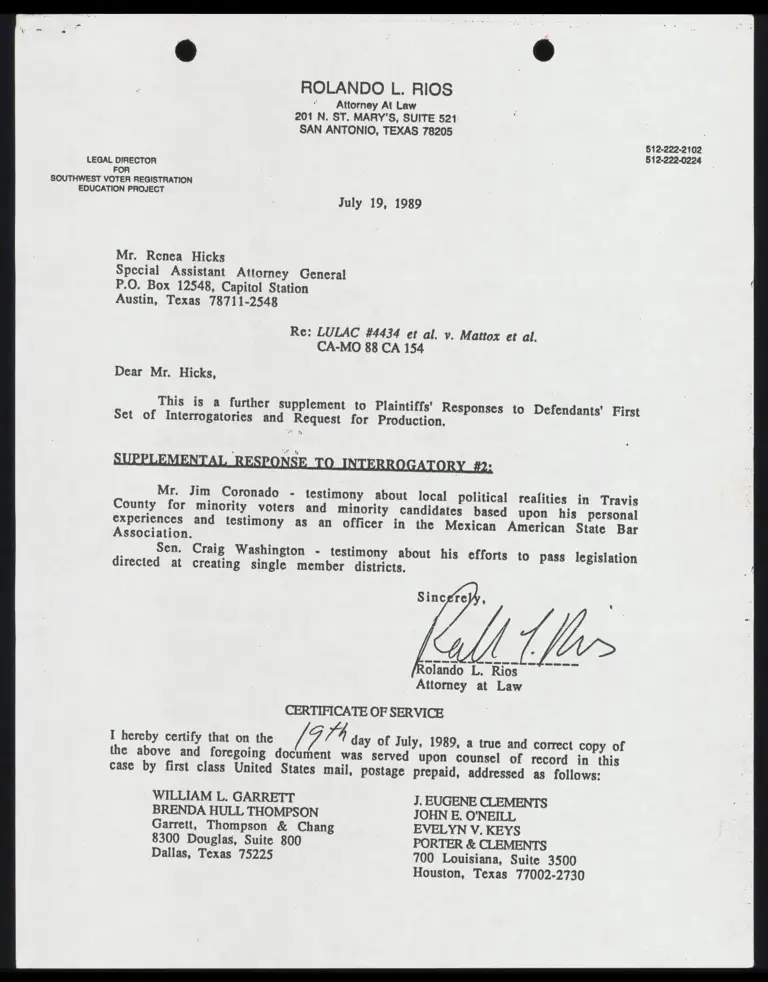 ROLANDO L. RIOS
Attorney At Law
201 N. ST. MARY'S, SUITE 521
SAN ANTONIO, TEXAS 78205
512-222-2102
512-222-0224
LEGAL DIRECTOR
FOR
SOUTHWEST VOTER REGISTRATION
EDUCATION PROJECT
July 19, 1989
Mr. Renea Hicks
Special Assistant Attorney General
P.O. Box 12548, Capitol Station
Austin, Texas 78711-2548
Re: LULAC #4434 et al. v. Mattox et al.
CA-MO 88 CA 154
Dear Mr. Hicks,
This is a further supplement to Plaintiffs' Responses to Defendants' First
Set of Interrogatories and Request for Production.
SUPPLEMENTAL RESPONSE TO INTERROGATORY #2:
Mr. Jim Coronado - testimony about local political realities in Travis
County for minority voters and minority candidates based upon his personal
experiences and testimony as an officer in the Mexican American State Bar
Association.
Sen. Craig Washington - testimony about his efforts to pass legislation
directed at creating single member districts.
Sincerely,
Rolando L. Rios
Attorney at Law
CERTIFICATE OF SERVICE
I hereby certify that on the 19th day of July, 1989, a true and correct copy of
the above and foregoing document was served upon counsel of record in this
case by first class United States mail, postage prepaid, addressed as follows:
WILLIAM L. GARRETT
BRENDA HULL THOMPSON
Garrett, Thompson & Chang
8300 Douglas, Suite 800
Dallas, Texas 75225
J. EUGENE CLEMENTS
JOHN E. O'NEILL
EVELYN V. KEYS
PORTER & CLEMENTS
700 Louisiana, Suite 3500
Houston, Texas 77002-2730